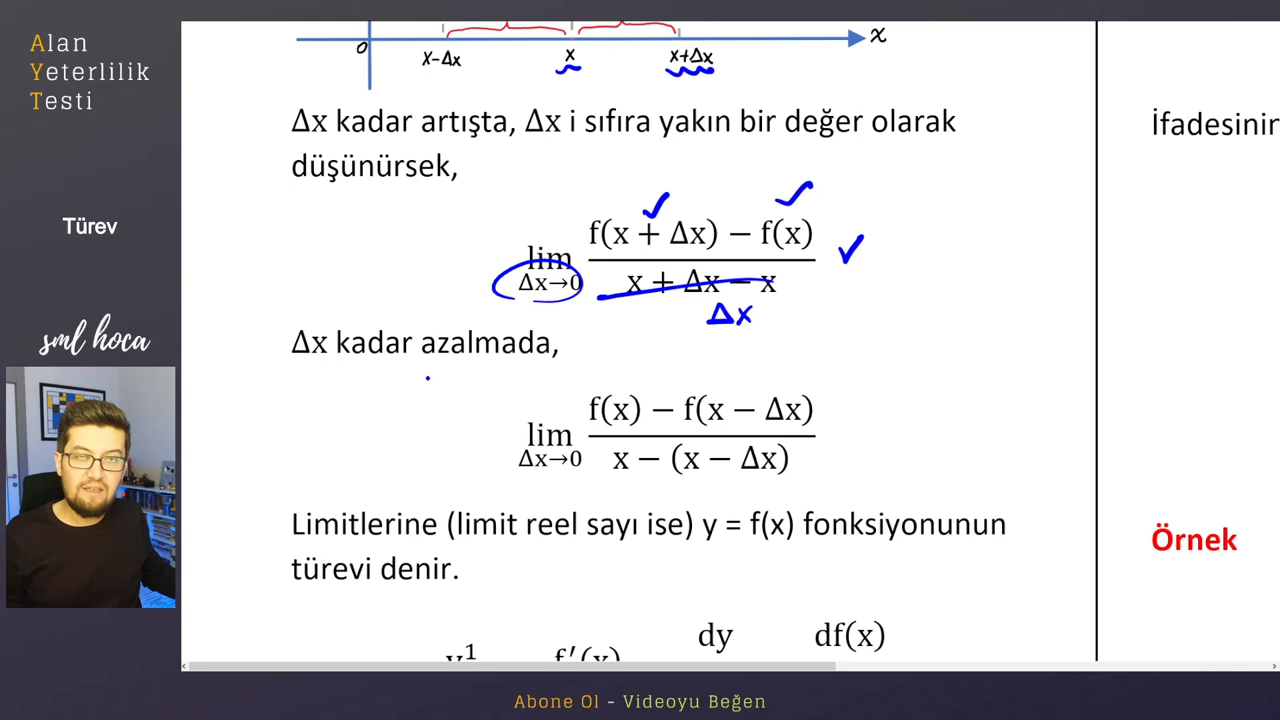 Alan
Yeterlilik
Testi
Türev
sml hoca
0 x-Δx x x+Δx x
Δx kadar artışta, Δx i sıfıra yakın bir değer olarak
düşünürsek,
f(x + Δx) − f(x)
lim
Δx→0
x + Δx − x
Δx
Δx kadar azalmada,
f(x) − f(x − Δx)
lim
Δx→0
x − (x − Δx)
Limitlerine (limit reel sayı ise) y = f(x) fonksiyonunun
türevi denir.
dy df(x)
y¹ f′(x)
İfadesinin
Örnek
Abone Ol - Videoyu Beğen